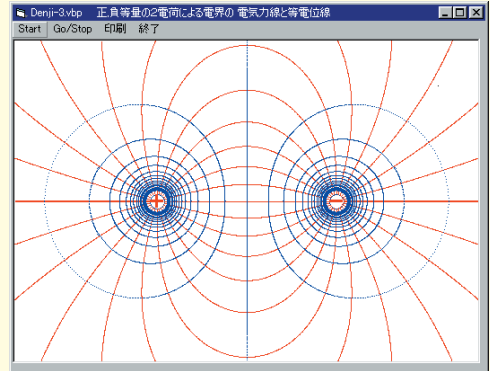 Denji-3.vbp 正,負等量の2電荷による電界の 電気力線と等電位線
Start Go/Stop 印刷 終了
+ −